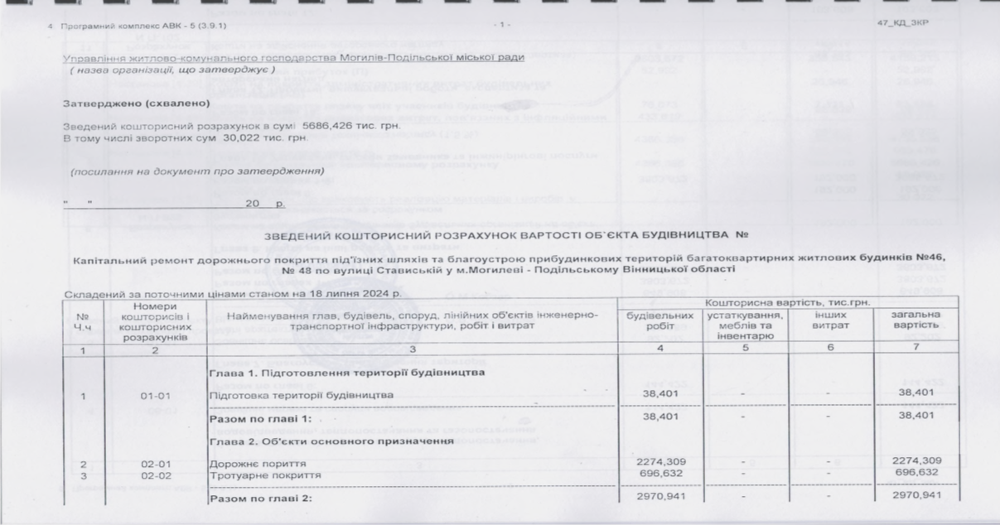 4 Програмний комплекс АВК - 5 (3.9.1) - 1 - 47_КД_ЗКР
Управління житлово-комунального господарства Могилів-Подільської міської ради
( назва організації, що затверджує )
Затверджено (схвалено)
Зведений кошторисний розрахунок в сумі 5686,426 тис. грн.
В тому числі зворотних сум 30,022 тис. грн.
(посилання на документ про затвердження)
" " 20 р.
ЗВЕДЕНИЙ КОШТОРИСНИЙ РОЗРАХУНОК ВАРТОСТІ ОБ`ЄКТА БУДІВНИЦТВА №
Капітальний ремонт дорожнього покриття під'їзних шляхів та благоустрою прибудинкових територій багатоквартирних житлових будинків №46,
№ 48 по вулиці Ставиській у м.Могилеві - Подільському Вінницької області
Складений за поточними цінами станом на 18 липня 2024 р.
№ Ч.ч
Номери кошторисів і кошторисних розрахунків
Найменування глав, будівель, споруд, лінійних об'єктів інженерно-транспортної інфраструктури, робіт і витрат
Кошторисна вартість, тис.грн.
будівельних робіт
устаткування, меблів та інвентарю
інших витрат
загальна вартість
1 2 3 4 5 6 7
Глава 1. Підготовлення території будівництва
1 01-01 Підготовка території будівництва 38,401 - - 38,401
Разом по главі 1: 38,401 - - 38,401
Глава 2. Об'єкти основного призначення
2 02-01 Дорожнє пориття 2274,309 - - 2274,309
3 02-02 Тротуарне покриття 696,632 - - 696,632
Разом по главі 2: 2970,941 - - 2970,941